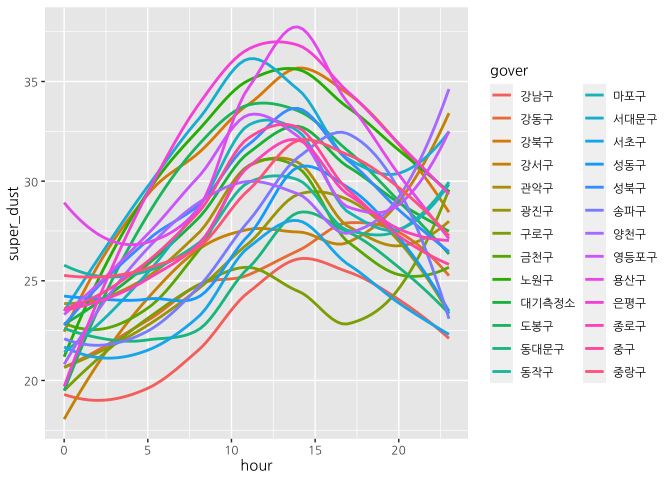 super_dust
35
30
25
20
0
5
10
15
20
hour
gover
강남구
강동구
강북구
강서구
관악구
광진구
구로구
금천구
노원구
대기측정소
도봉구
동대문구
동작구
마포구
서대문구
서초구
성동구
성북구
송파구
양천구
영등포구
용산구
은평구
종로구
중구
중랑구